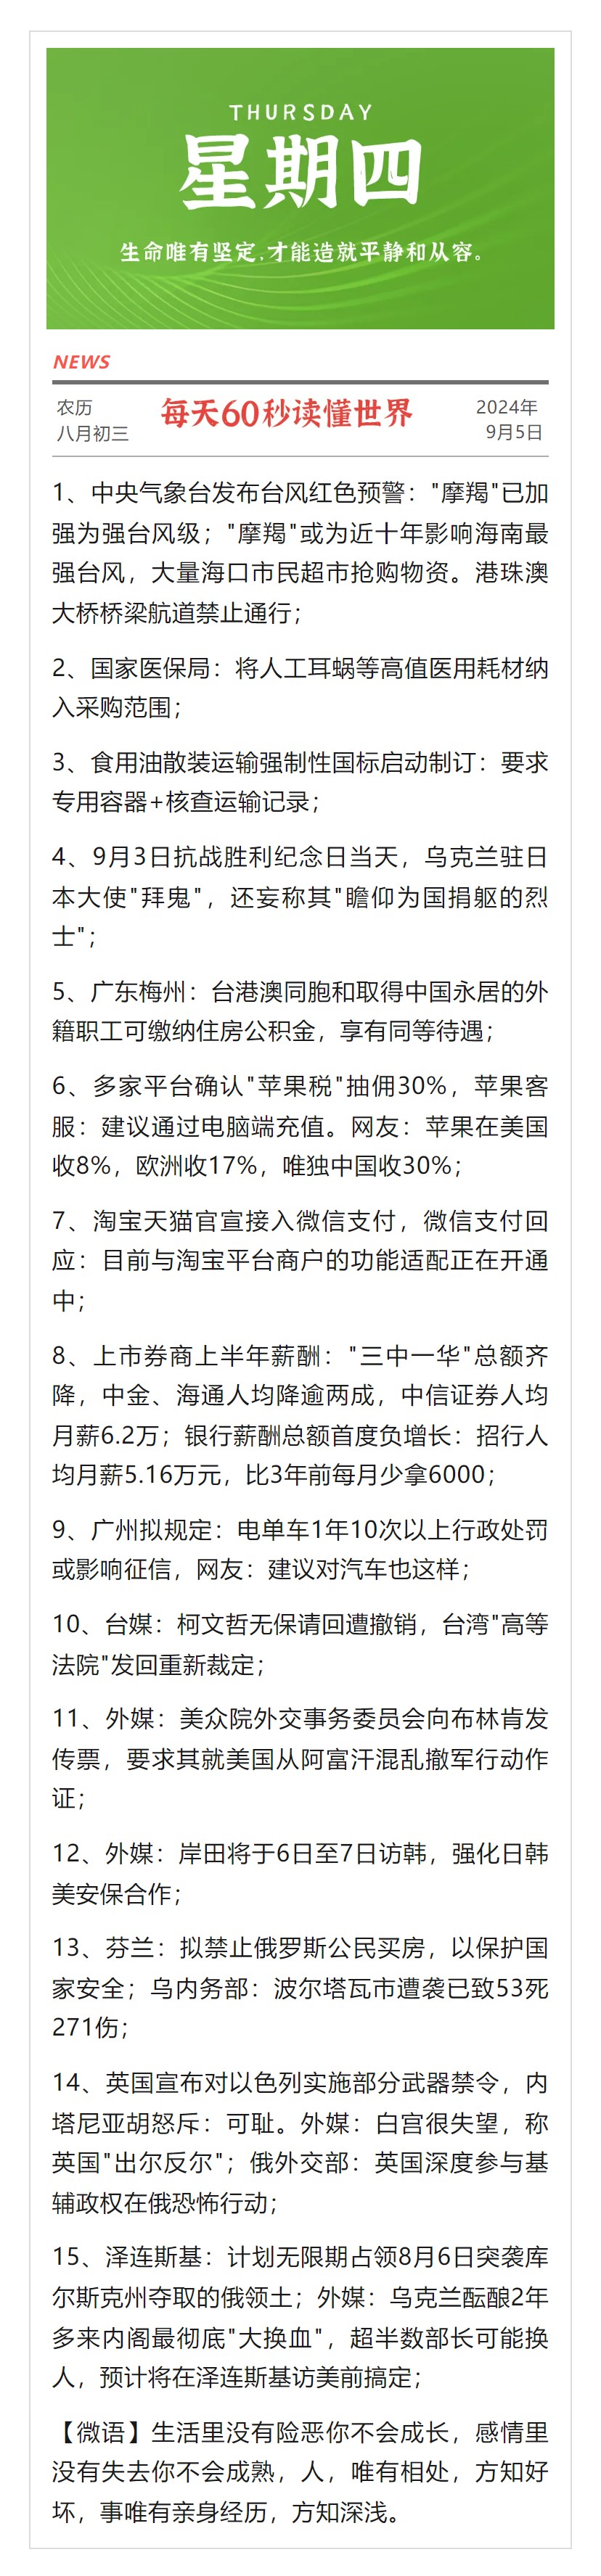 THURSDAY
星期四
生命唯有坚定,才能造就平静和从容。
NEWS
农历
八月初三
每天60秒读懂世界
2024年
9月5日
1、中央气象台发布台风红色预警："摩羯"已加
强为强台风级；"摩羯"或为近十年影响海南最
强台风，大量海口市民超市抢购物资。港珠澳
大桥桥梁航道禁止通行；
2、国家医保局：将人工耳蜗等高值医用耗材纳
入采购范围；
3、食用油散装运输强制性国标启动制订：要求
专用容器+核查运输记录；
4、9月3日抗战胜利纪念日当天，乌克兰驻日
本大使"拜鬼"，还妄称其"瞻仰为国捐躯的烈
士"；
5、广东梅州：台港澳同胞和取得中国永居的外
籍职工可缴纳住房公积金，享有同等待遇；
6、多家平台确认"苹果税"抽佣30%，苹果客
服：建议通过电脑端充值。网友：苹果在美国
收8%，欧洲收17%，唯独中国收30%；
7、淘宝天猫官宣接入微信支付，微信支付回
应：目前与淘宝平台商户的功能适配正在开通
中；
8、上市券商上半年薪酬："三中一华"总额齐
降，中金、海通人均降逾两成，中信证券人均
月薪6.2万；银行薪酬总额首度负增长：招行人
均月薪5.16万元，比3年前每月少拿6000；
9、广州拟规定：电单车1年10次以上行政处罚
或影响征信，网友：建议对汽车也这样；
10、台媒：柯文哲无保请回遭撤销，台湾"高等
法院"发回重新裁定；
11、外媒：美众院外交事务委员会向布林肯发
传票，要求其就美国从阿富汗混乱撤军行动作
证；
12、外媒：岸田将于6日至7日访韩，强化日韩
美安保合作；
13、芬兰：拟禁止俄罗斯公民买房，以保护国
家安全；乌内务部：波尔塔瓦市遭袭已致53死
271伤；
14、英国宣布对以色列实施部分武器禁令，内
塔尼亚胡怒斥：可耻。外媒：白宫很失望，称
英国"出尔反尔"；俄外交部：英国深度参与基
辅政权在俄恐怖行动；
15、泽连斯基：计划无限期占领8月6日突袭库
尔斯克州夺取的俄领土；外媒：乌克兰酝酿2年
多来内阁最彻底"大换血"，超半数部长可能换
人，预计将在泽连斯基访美前搞定；
【微语】生活里没有险恶你不会成长，感情里
没有失去你不会成熟，人，唯有相处，方知好
坏，事唯有亲身经历，方知深浅。